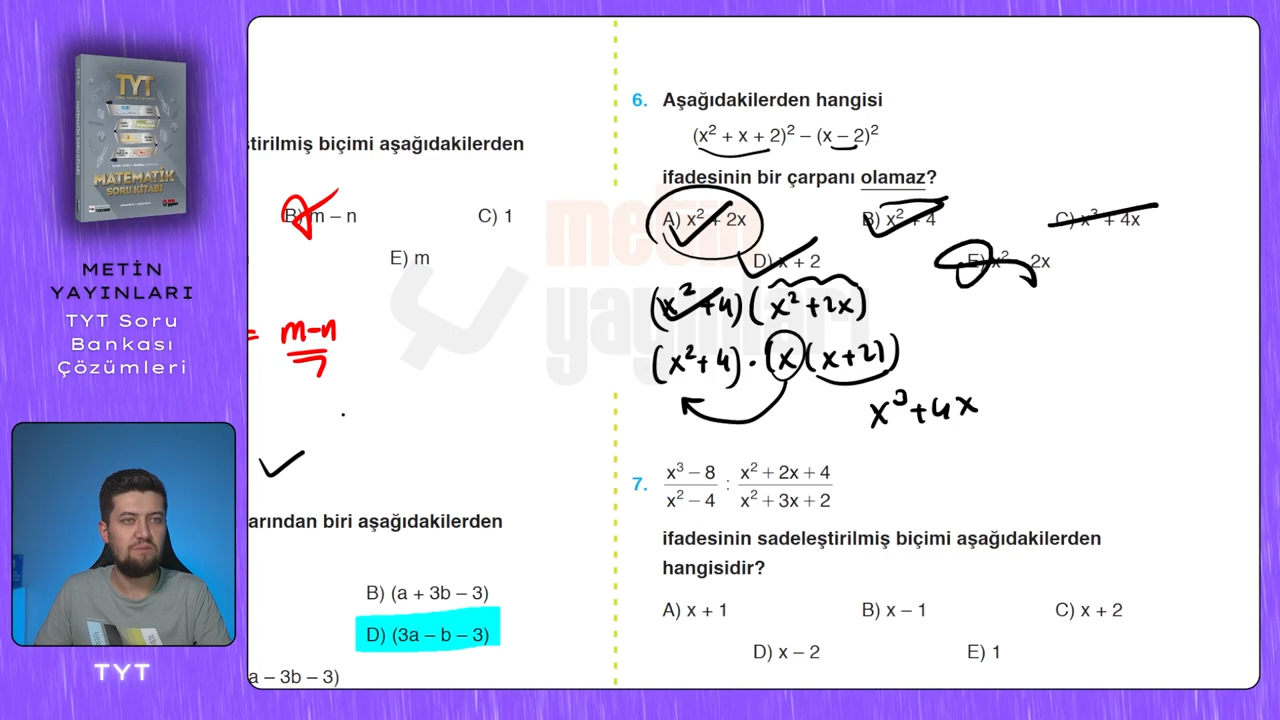 TYT
MATEMATİK
SORU KİTABI
METİN
YAYINLARI
TYT Soru
Bankası
Çözümleri
TYT
tirilmiş biçimi aşağıdakilerden
B) m – n
C) 1
E) m
= m-n
arından biri aşağıdakilerden
B) (a + 3b – 3)
D) (3a – b – 3)
a – 3b – 3)
metin
yayınları
6. Aşağıdakilerden hangisi
(x² + x + 2)² – (x – 2)²
ifadesinin bir çarpanı olamaz?
A) x² + 2x
B) x² + 4
C) x³ + 4x
D) x + 2
E) x² – 2x
(x²+4)(x²+2x)
(x²+4)·x(x+2)
x³+4x
7. x³ – 8 / x² – 4 : x² + 2x + 4 / x² + 3x + 2
ifadesinin sadeleştirilmiş biçimi aşağıdakilerden
hangisidir?
A) x + 1
B) x – 1
C) x + 2
D) x – 2
E) 1